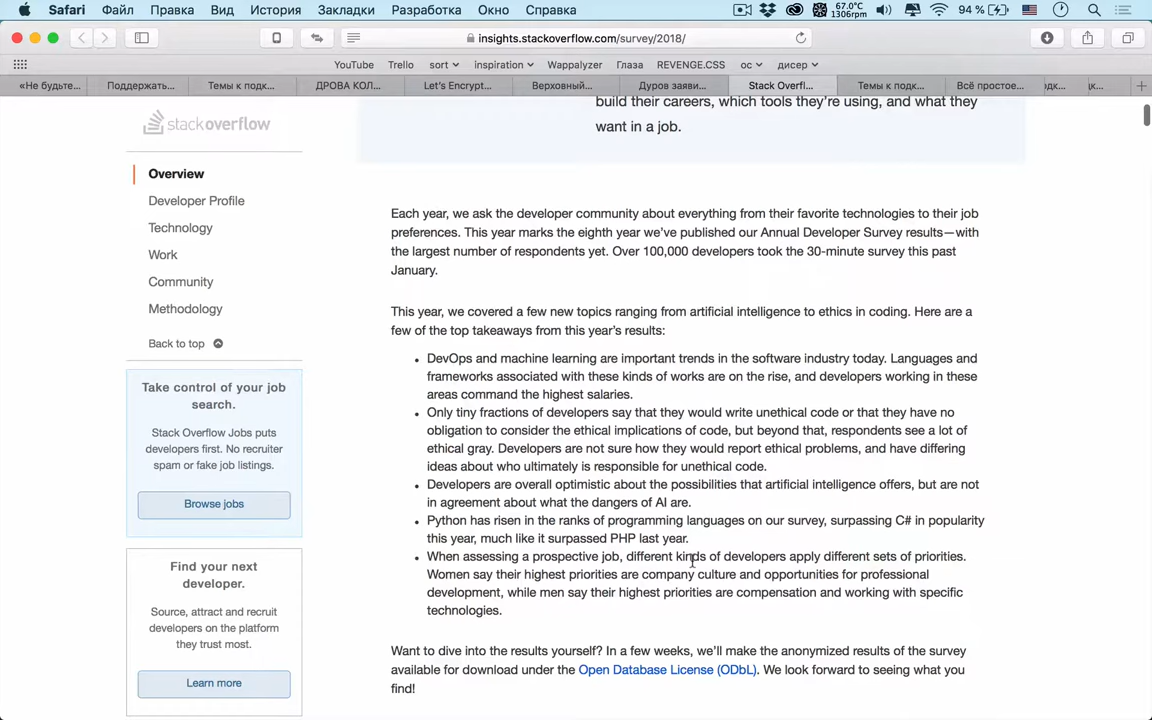 Safari Файл Правка Вид История Закладки Разработка Окно Справка 67.0°C 1306rpm 94 %
insights.stackoverflow.com/survey/2018/
YouTube Trello sort inspiration Wappalyzer Глаза REVENGE.CSS ос дисер
«Не будьте... Поддержать... Темы к подк... ДРОВА КОЛ... Let's Encrypt... Верховный... Дуров заяви... Stack Overfl... Темы к подк... Всё простое... одк... к...
stackoverflow
Overview
Developer Profile
Technology
Work
Community
Methodology
Back to top
Take control of your job
search.
Stack Overflow Jobs puts
developers first. No recruiter
spam or fake job listings.
Browse jobs
Find your next
developer.
Source, attract and recruit
developers on the platform
they trust most.
Learn more
build their careers, which tools they're using, and what they
want in a job.
Each year, we ask the developer community about everything from their favorite technologies to their job
preferences. This year marks the eighth year we've published our Annual Developer Survey results—with
the largest number of respondents yet. Over 100,000 developers took the 30-minute survey this past
January.
This year, we covered a few new topics ranging from artificial intelligence to ethics in coding. Here are a
few of the top takeaways from this year's results:
• DevOps and machine learning are important trends in the software industry today. Languages and
frameworks associated with these kinds of works are on the rise, and developers working in these
areas command the highest salaries.
• Only tiny fractions of developers say that they would write unethical code or that they have no
obligation to consider the ethical implications of code, but beyond that, respondents see a lot of
ethical gray. Developers are not sure how they would report ethical problems, and have differing
ideas about who ultimately is responsible for unethical code.
• Developers are overall optimistic about the possibilities that artificial intelligence offers, but are not
in agreement about what the dangers of AI are.
• Python has risen in the ranks of programming languages on our survey, surpassing C# in popularity
this year, much like it surpassed PHP last year.
• When assessing a prospective job, different kinds of developers apply different sets of priorities.
Women say their highest priorities are company culture and opportunities for professional
development, while men say their highest priorities are compensation and working with specific
technologies.
Want to dive into the results yourself? In a few weeks, we'll make the anonymized results of the survey
available for download under the Open Database License (ODbL). We look forward to seeing what you
find!